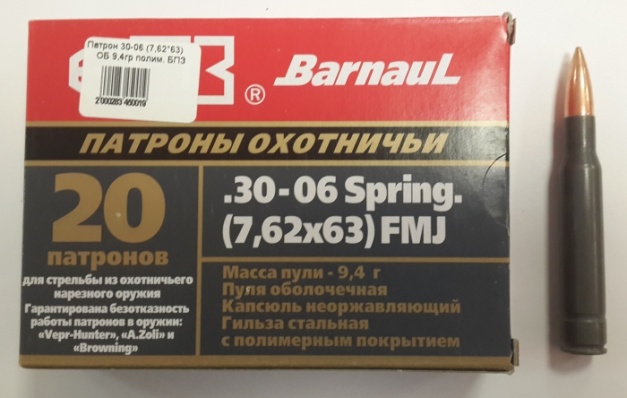 Патрон 30-06 (7,62*63)
ОБ 9,4гр полим. БПЗ
2000283 460019
® Barnaul
ПАТРОНЫ ОХОТНИЧЬИ
20
патронов
для стрельбы из охотничьего
нарезного оружия
Гарантирована безотказность
работы патронов в оружии:
«Vepr-Hunter», «A.Zoli» и
«Browning»
.30-06 Spring.
(7,62x63) FMJ
Масса пули - 9,4 г
Пуля оболочечная
Капсюль неоржавляющий
Гильза стальная
с полимерным покрытием